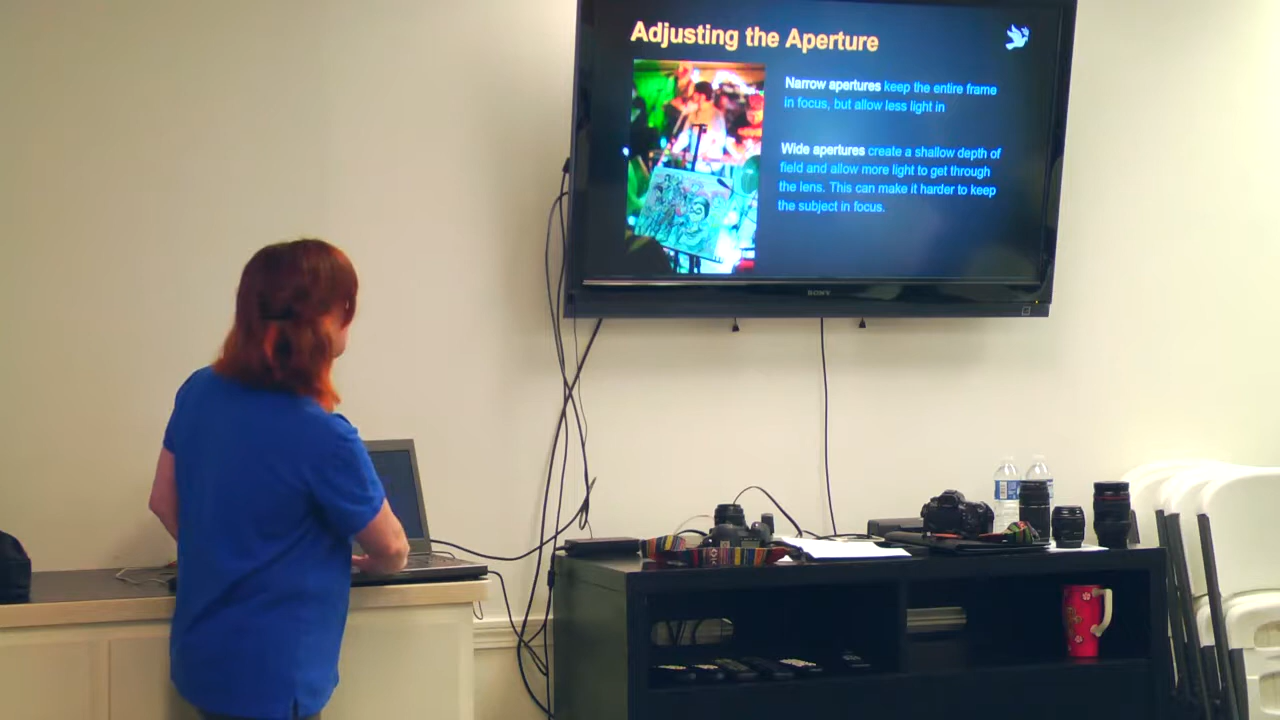 Adjusting the Aperture
Narrow apertures keep the entire frame
in focus, but allow less light in
Wide apertures create a shallow depth of
field and allow more light to get through
the lens. This can make it harder to keep
the subject in focus.
SONY